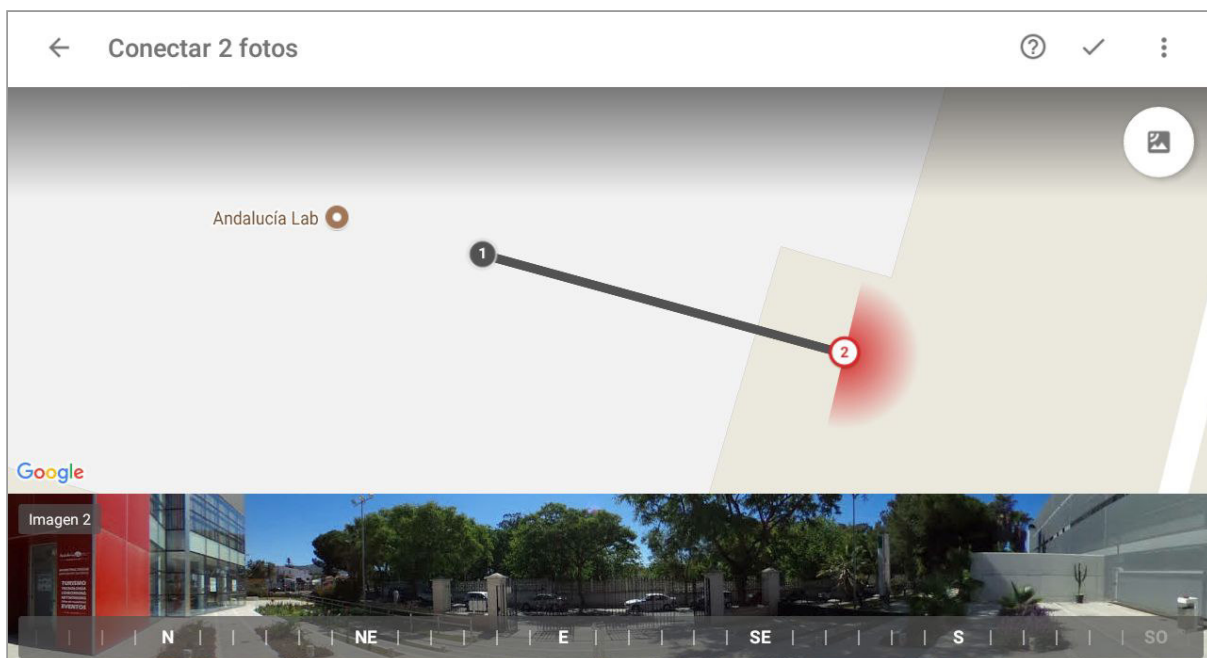 Conectar 2 fotos
Andalucía Lab
1
2
Google
Imagen 2
TURISMO
EVENTOS
N NE E SE S SO